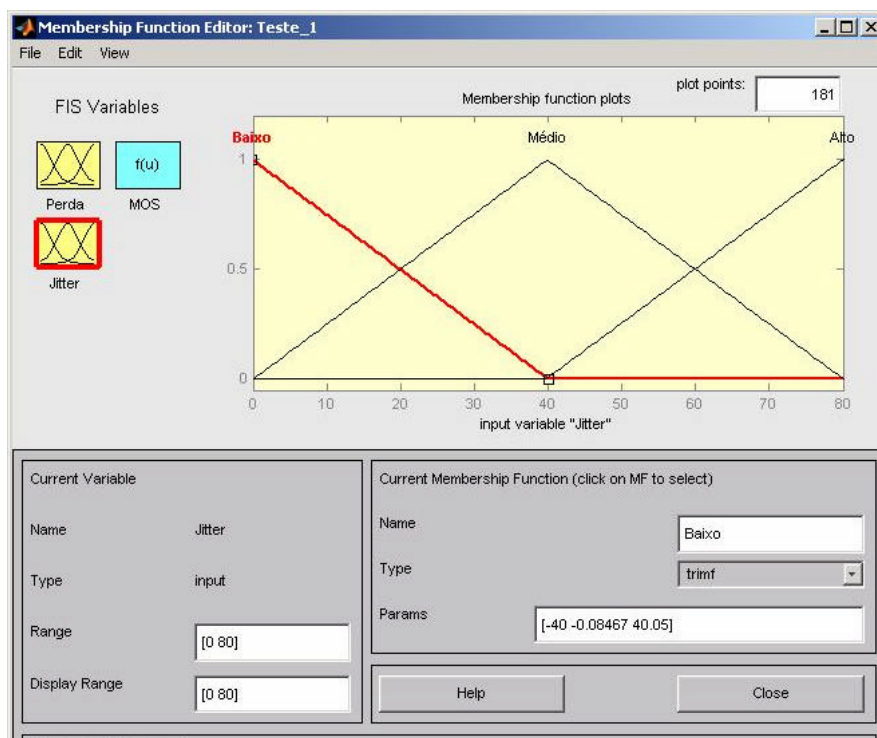 Membership Function Editor: Teste_1
File Edit View
FIS Variables
f(u)
Perda MOS
Jitter
Membership function plots
plot points: 181
Baixo Médio Alto
1
0.5
0
0 10 20 30 40 50 60 70 80
input variable "Jitter"
Current Variable
Name Jitter
Type input
Range [0 80]
Display Range [0 80]
Current Membership Function (click on MF to select)
Name Baixo
Type trimf
Params [-40 -0.08467 40.05]
Help Close